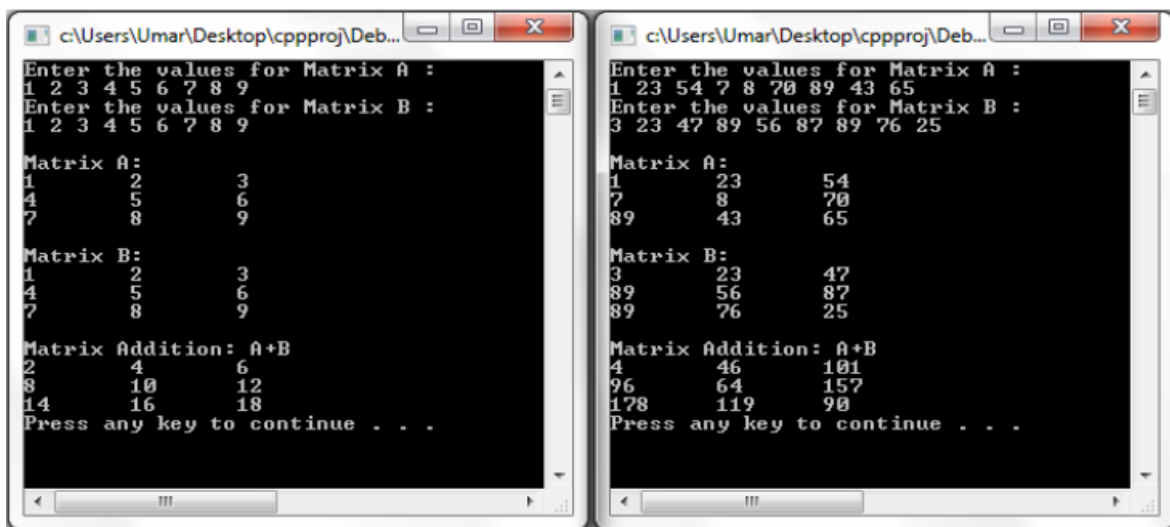 c:\Users\Umar\Desktop\cppproj\Deb...
Enter the values for Matrix A :
1 2 3 4 5 6 7 8 9
Enter the values for Matrix B :
1 2 3 4 5 6 7 8 9
Matrix A:
1 2 3
4 5 6
7 8 9
Matrix B:
1 2 3
4 5 6
7 8 9
Matrix Addition: A+B
2 4 6
8 10 12
14 16 18
Press any key to continue . . .
c:\Users\Umar\Desktop\cppproj\Deb...
Enter the values for Matrix A :
1 23 54 7 8 70 89 43 65
Enter the values for Matrix B :
3 23 47 89 56 87 89 76 25
Matrix A:
1 23 54
7 8 70
89 43 65
Matrix B:
3 23 47
89 56 87
89 76 25
Matrix Addition: A+B
4 46 101
96 64 157
178 119 90
Press any key to continue . . .